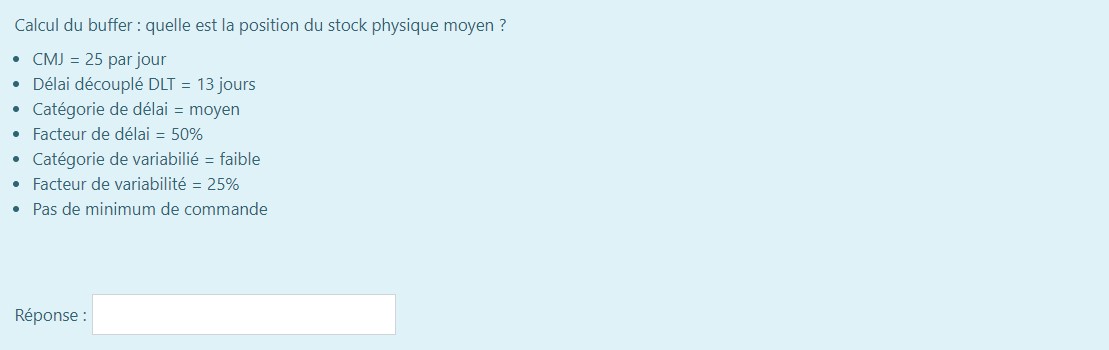 Calcul du buffer : quelle est la position du stock physique moyen ?
• CMJ = 25 par jour
• Délai découplé DLT = 13 jours
• Catégorie de délai = moyen
• Facteur de délai = 50%
• Catégorie de variabilié = faible
• Facteur de variabilité = 25%
• Pas de minimum de commande
Réponse :